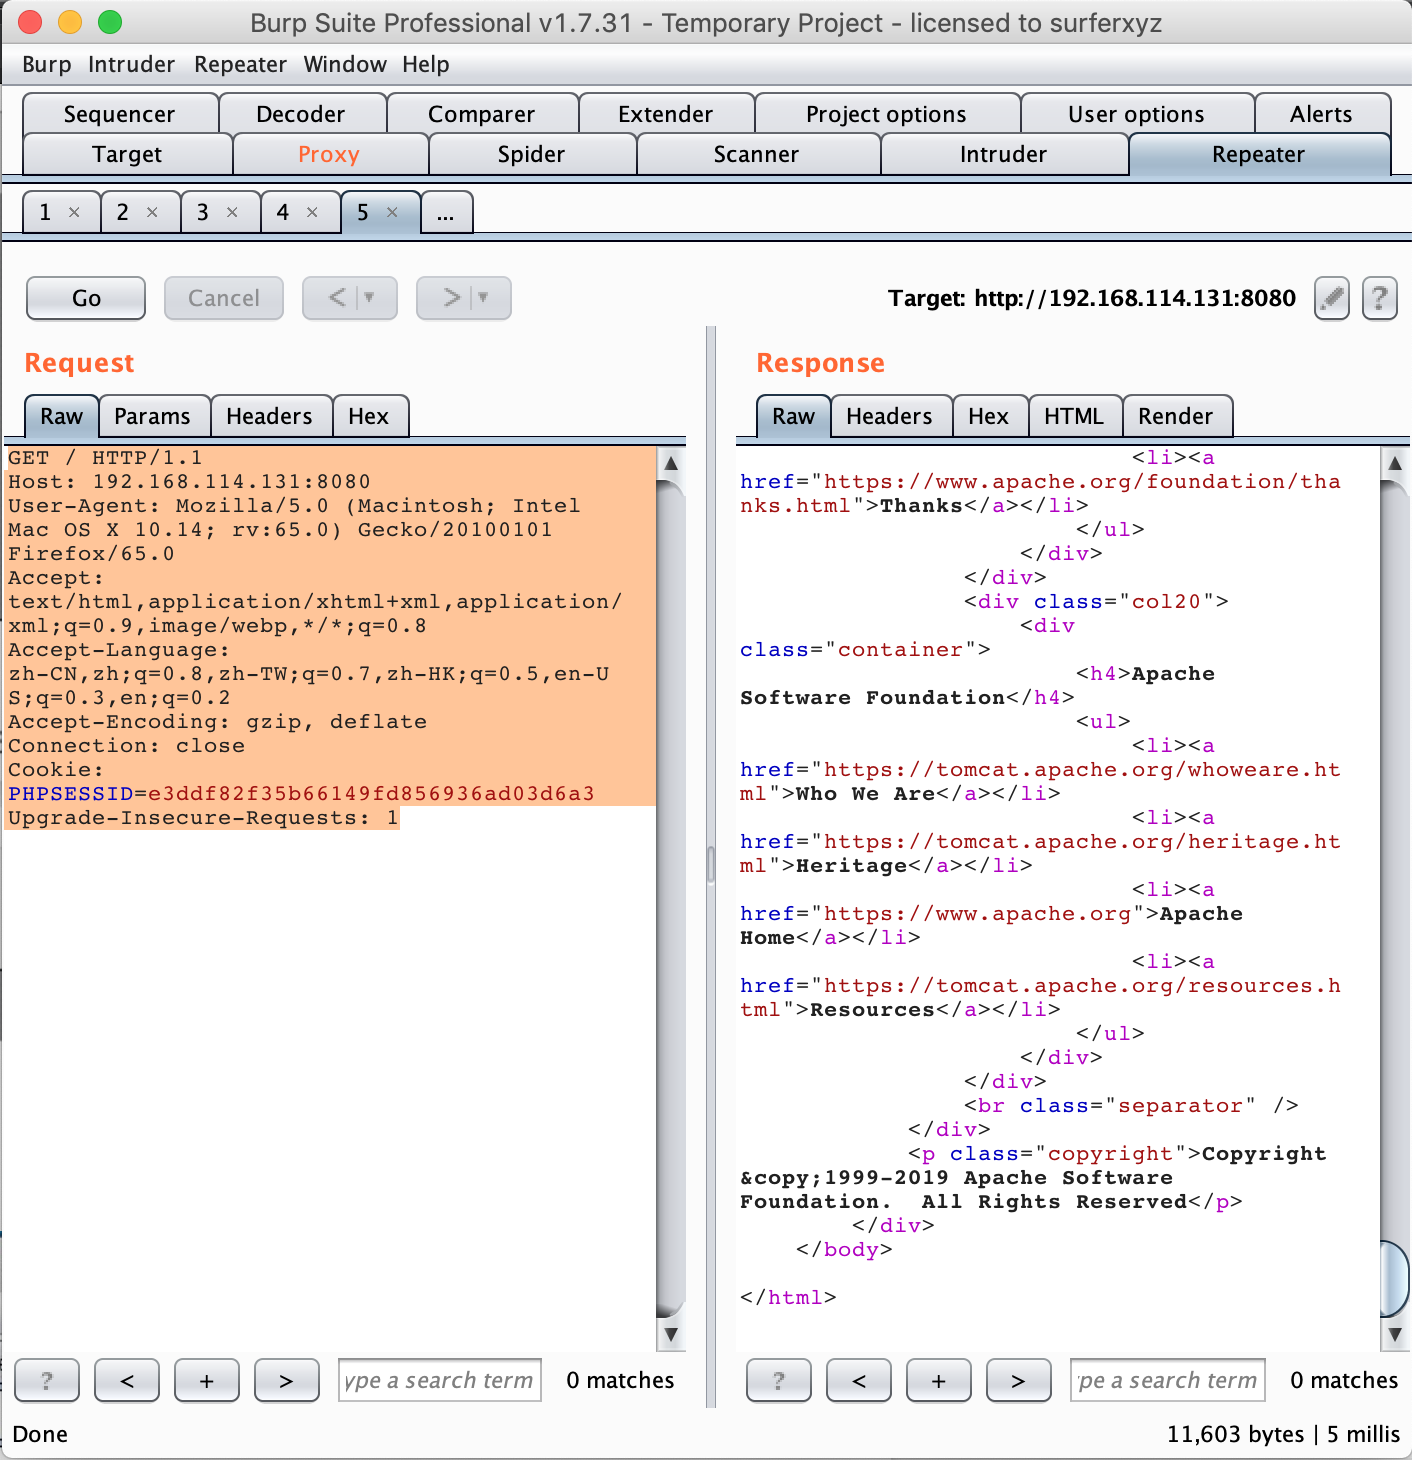 Burp Suite Professional v1.7.31 - Temporary Project - licensed to surferxyz
Burp Intruder Repeater Window Help
Sequencer Decoder Comparer Extender Project options User options Alerts
Target Proxy Spider Scanner Intruder Repeater
1 × 2 × 3 × 4 × 5 × ...
Go Cancel < ▼ > ▼ Target: http://192.168.114.131:8080 ?
Request
Raw Params Headers Hex
GET / HTTP/1.1
Host: 192.168.114.131:8080
User-Agent: Mozilla/5.0 (Macintosh; Intel
Mac OS X 10.14; rv:65.0) Gecko/20100101
Firefox/65.0
Accept:
text/html,application/xhtml+xml,application/
xml;q=0.9,image/webp,*/*;q=0.8
Accept-Language:
zh-CN,zh;q=0.8,zh-TW;q=0.7,zh-HK;q=0.5,en-U
S;q=0.3,en;q=0.2
Accept-Encoding: gzip, deflate
Connection: close
Cookie:
PHPSESSID=e3ddf82f35b66149fd856936ad03d6a3
Upgrade-Insecure-Requests: 1
? < + > ype a search term 0 matches
Response
Raw Headers Hex HTML Render
<li><a
href="https://www.apache.org/foundation/tha
nks.html">Thanks</a></li>
</ul>
</div>
</div>
<div class="col20">
<div
class="container">
<h4>Apache
Software Foundation</h4>
<ul>
<li><a
href="https://tomcat.apache.org/whoweare.ht
ml">Who We Are</a></li>
<li><a
href="https://tomcat.apache.org/heritage.ht
ml">Heritage</a></li>
<li><a
href="https://www.apache.org">Apache
Home</a></li>
<li><a
href="https://tomcat.apache.org/resources.h
tml">Resources</a></li>
</ul>
</div>
</div>
<br class="separator" />
</div>
<p class="copyright">Copyright
&copy;1999-2019 Apache Software
Foundation.  All Rights Reserved</p>
</div>
</body>
</html>
? < + > pe a search term 0 matches
Done 11,603 bytes | 5 millis